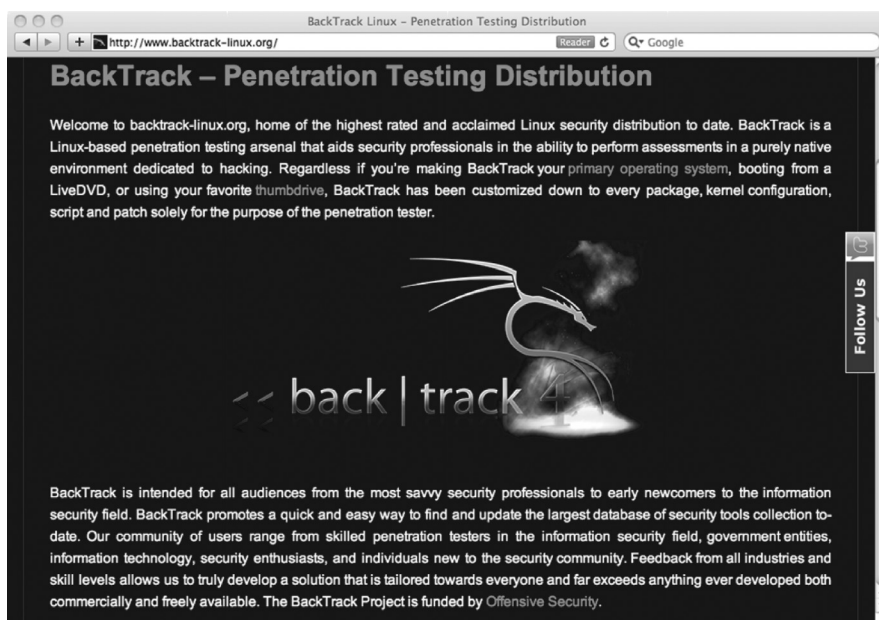 BackTrack Linux – Penetration Testing Distribution
http://www.backtrack-linux.org/
Reader
Google
BackTrack – Penetration Testing Distribution
Welcome to backtrack-linux.org, home of the highest rated and acclaimed Linux security distribution to date. BackTrack is a
Linux-based penetration testing arsenal that aids security professionals in the ability to perform assessments in a purely native
environment dedicated to hacking. Regardless if you're making BackTrack your primary operating system, booting from a
LiveDVD, or using your favorite thumbdrive, BackTrack has been customized down to every package, kernel configuration,
script and patch solely for the purpose of the penetration tester.
Follow Us
<< back | track 4
BackTrack is intended for all audiences from the most savvy security professionals to early newcomers to the information
security field. BackTrack promotes a quick and easy way to find and update the largest database of security tools collection to-
date. Our community of users range from skilled penetration testers in the information security field, government entities,
information technology, security enthusiasts, and individuals new to the security community. Feedback from all industries and
skill levels allows us to truly develop a solution that is tailored towards everyone and far exceeds anything ever developed both
commercially and freely available. The BackTrack Project is funded by Offensive Security.